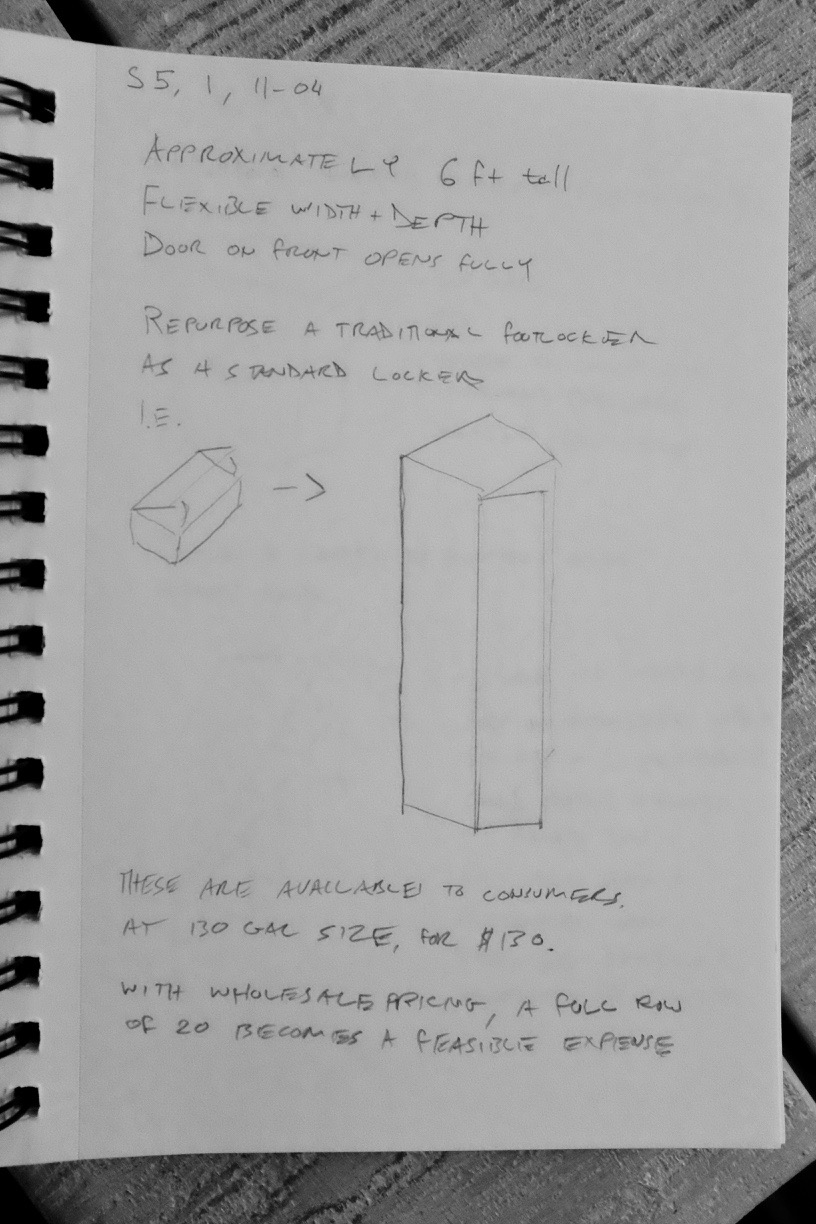 S5, 1, 11-04
APPROXIMATELY 6 ft tall
FLEXIBLE WIDTH + DEPTH
DOOR ON FRONT OPENS FULLY
REPURPOSE A TRADITIONAL FOOTLOCKER
AS A STANDARD LOCKER
I.E.
->
THESE ARE AVAILABLE TO CONSUMERS.
AT 130 GAL SIZE, FOR $130.
WITH WHOLESALE PRICING, A FULL ROW
OF 20 BECOMES A FEASIBLE EXPENSE